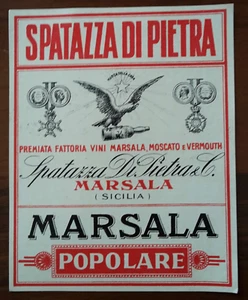 SPATAZZA DI PIETRA
PREMIATA FATTORIA VINI MARSALA, MOSCATO E VERMOUTH
Spatazza Di Pietra & C.
MARSALA
(SICILIA)
MARSALA
POPOLARE